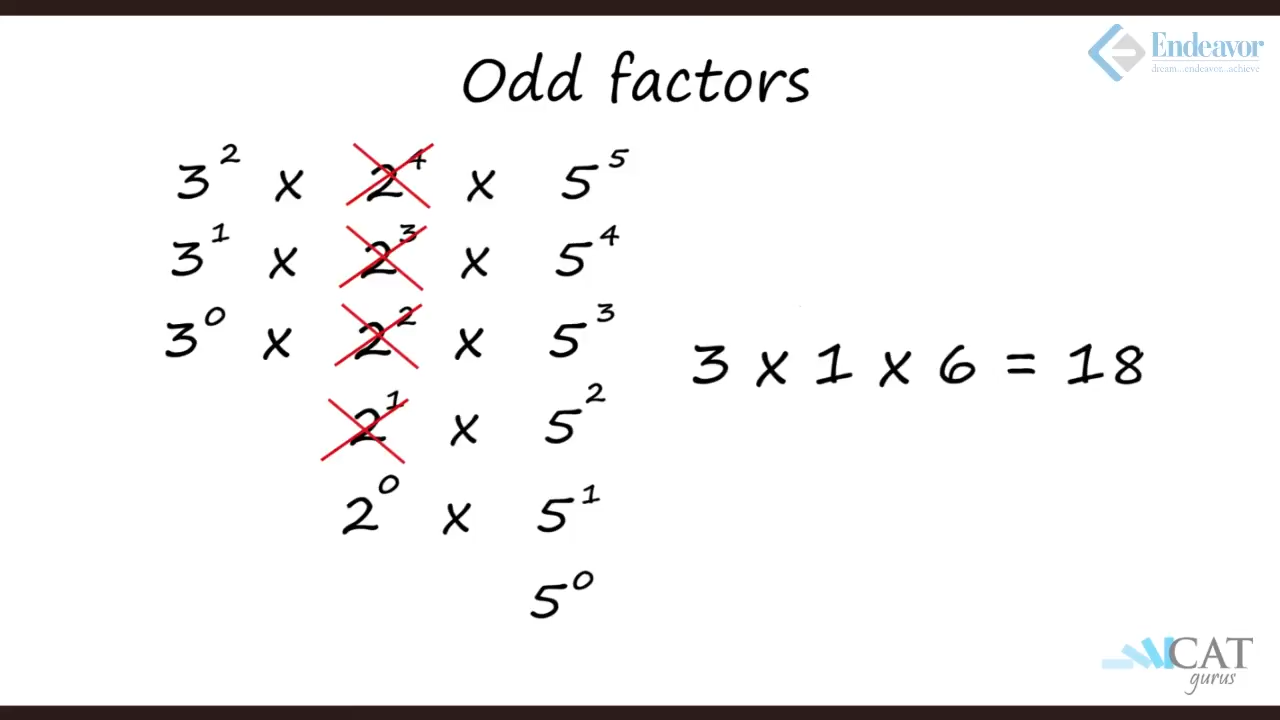 Endeavor
dream...endeavor...achieve
Odd factors
3² x 2⁴ x 5⁵
3¹ x 2³ x 5⁴
3⁰ x 2² x 5³
3 x 1 x 6 = 18
2¹ x 5²
2⁰ x 5¹
5⁰
CAT
gurus